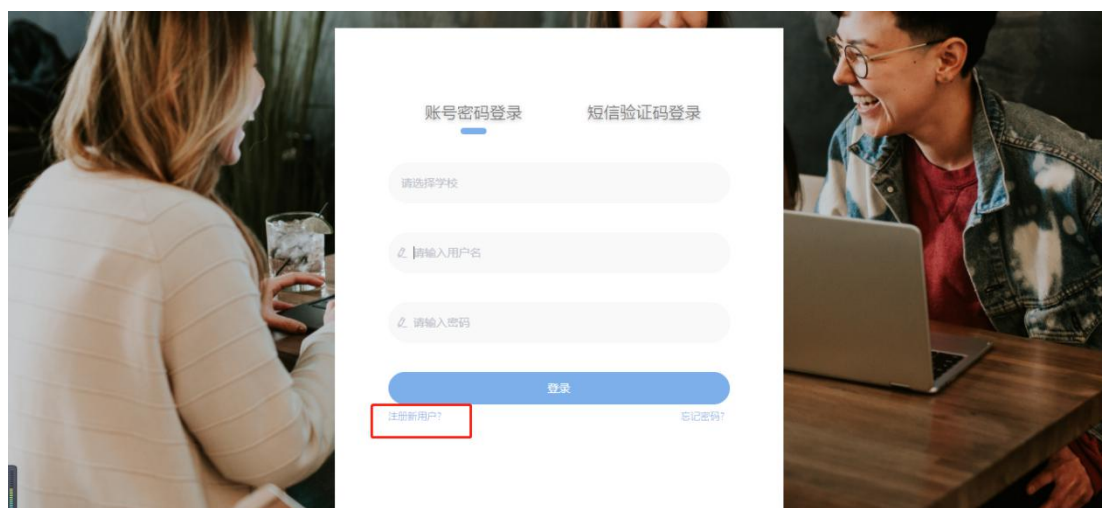 账号密码登录
短信验证码登录
请选择学校
请输入用户名
请输入密码
登录
注册新用户?
忘记密码?